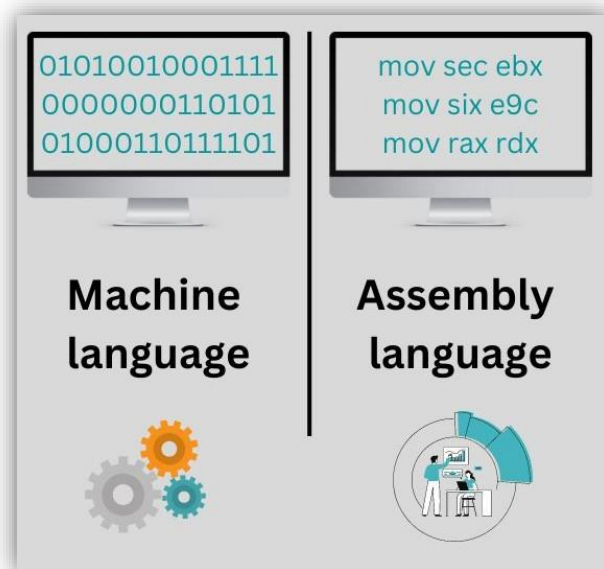 01010010001111
0000000110101
01000110111101
Machine
language
mov sec ebx
mov six e9c
mov rax rdx
Assembly
language